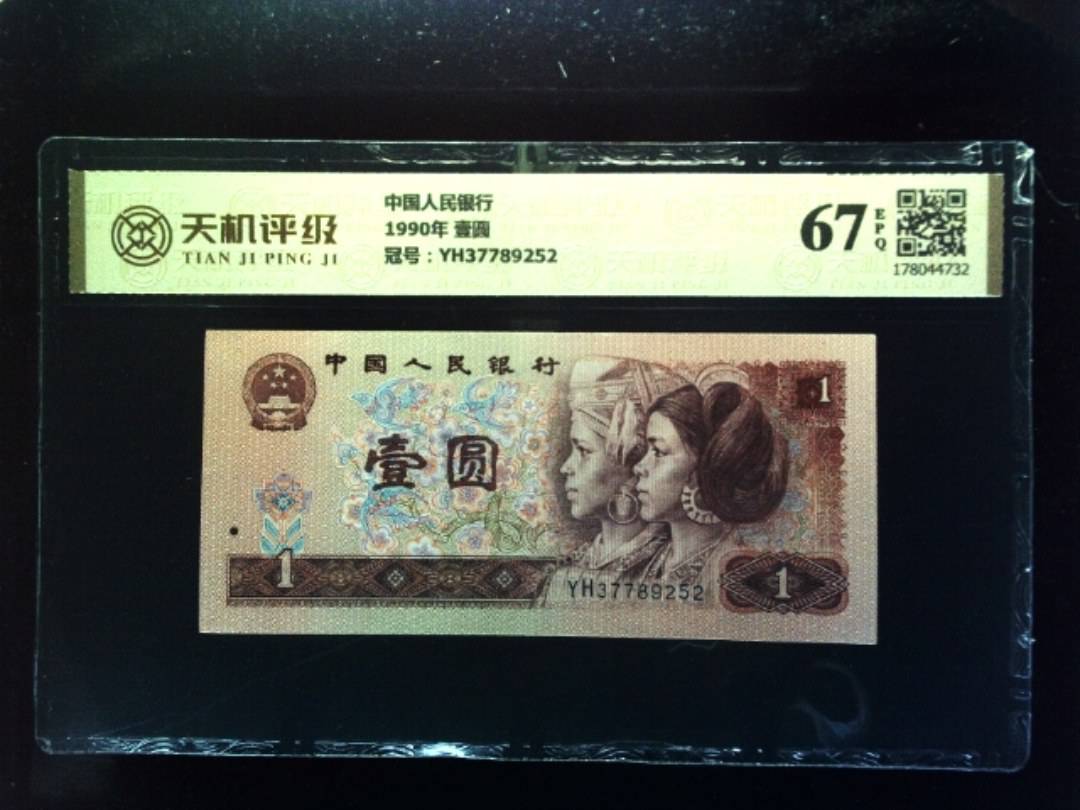 天机评级
TIAN JI PING JI
中国人民银行
1990年 壹圆
冠号：YH37789252
67
EPQ
178044732
中国人民银行
1
壹圆
1
YH37789252
1